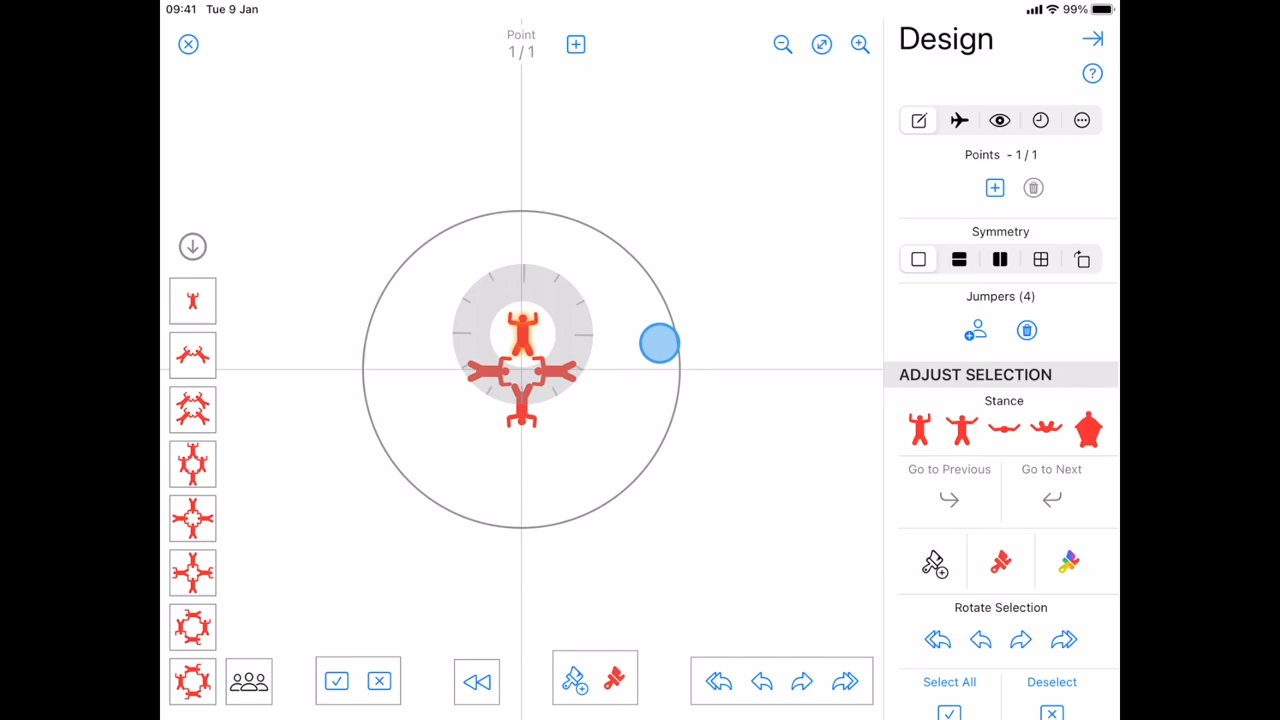 09:41 Tue 9 Jan
99%
Point
1/1
Design
Points - 1/1
Symmetry
Jumpers (4)
ADJUST SELECTION
Stance
Go to Previous
Go to Next
Rotate Selection
Select All
Deselect